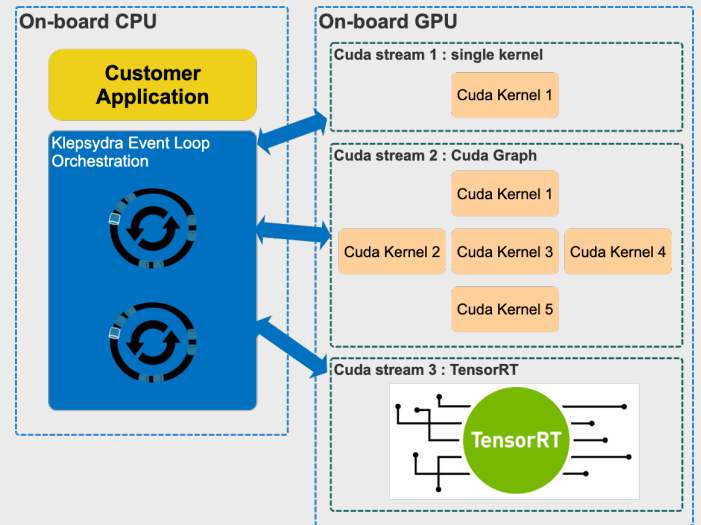 On-board CPU
Customer
Application
Klepsydra Event Loop
Orchestration
On-board GPU
Cuda stream 1 : single kernel
Cuda Kernel 1
Cuda stream 2 : Cuda Graph
Cuda Kernel 1
Cuda Kernel 2
Cuda Kernel 3
Cuda Kernel 4
Cuda Kernel 5
Cuda stream 3 : TensorRT
TensorRT